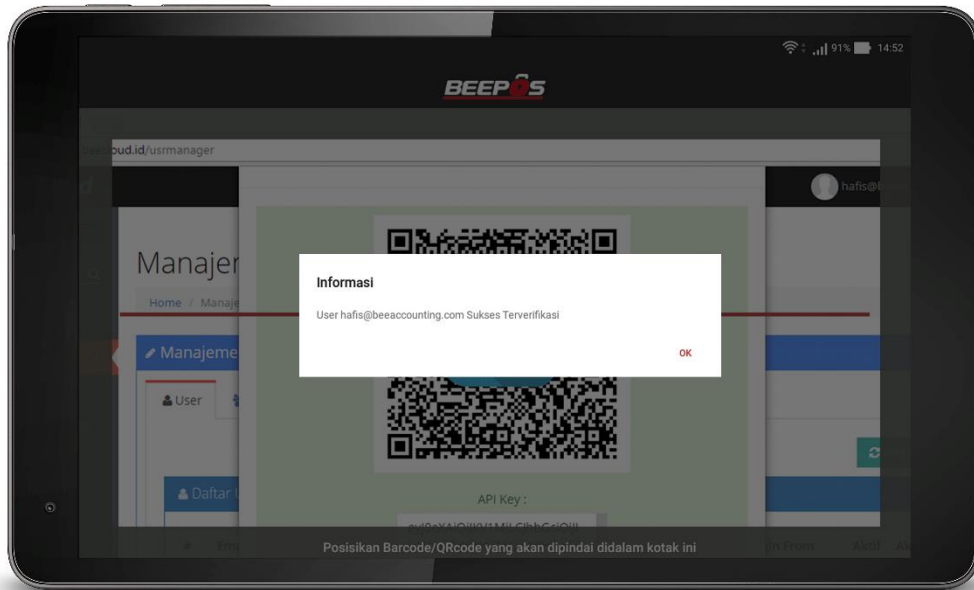 91% 14:52
BEEPOS
oud.id/usrmanager
hafis@
Manajer
Home / Manaje
Informasi
User hafis@beeaccounting.com Sukses Terverifikasi
OK
Manajeme
User
Daftar
API Key :
Posisikan Barcode/QRcode yang akan dipindai didalam kotak ini